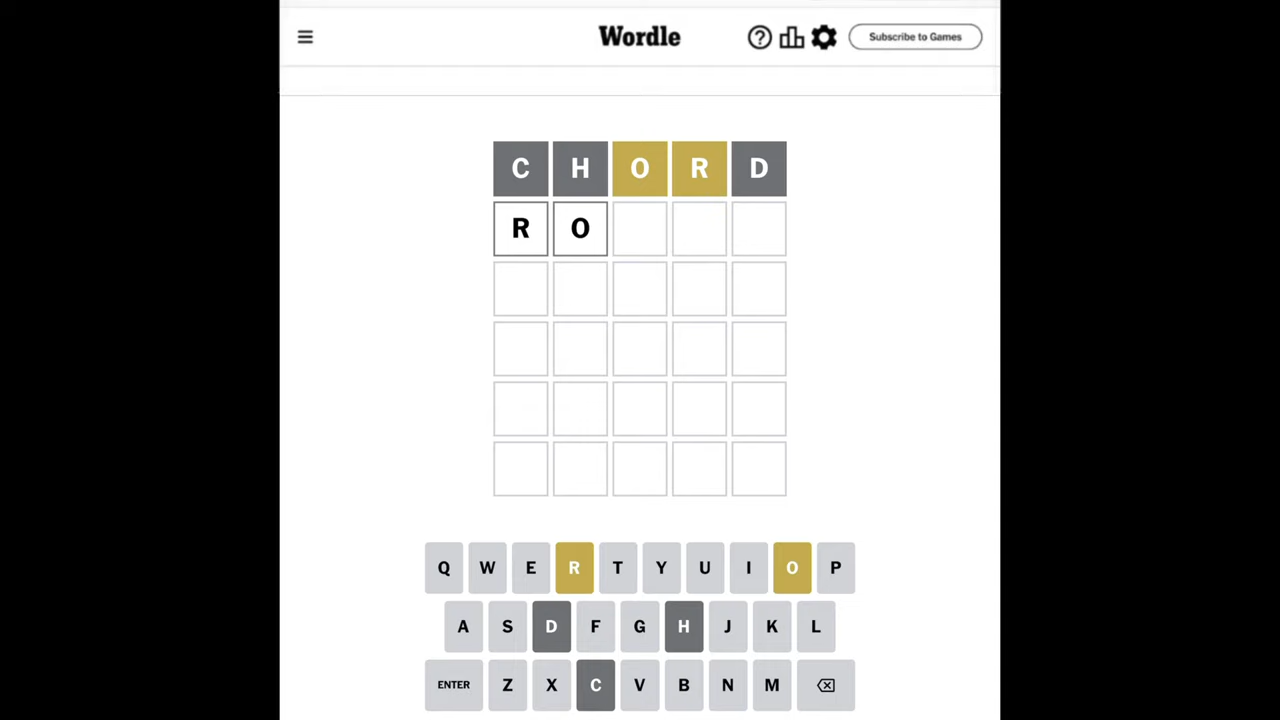 Wordle
Subscribe to Games
C H O R D
R O
Q W E R T Y U I O P
A S D F G H J K L
ENTER Z X C V B N M